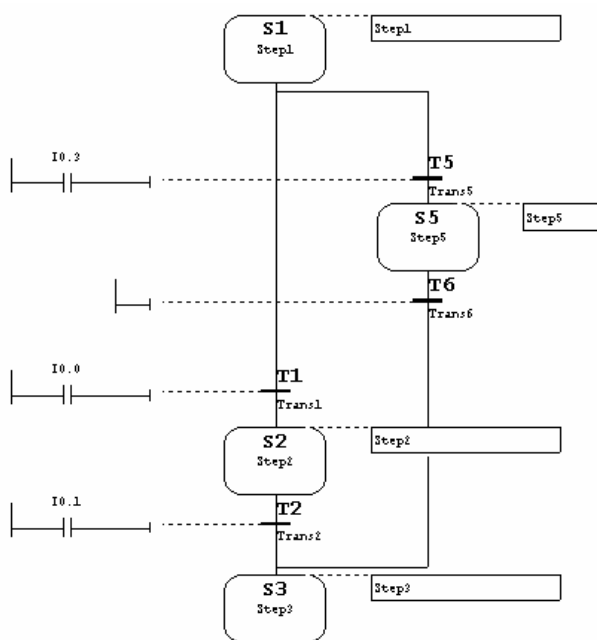 S1
Step1
Step1
I0.3
T5
Trans5
S5
Step5
Step5
T6
Trans6
I0.0
T1
Trans1
S2
Step2
Step2
I0.1
T2
Trans2
S3
Step3
Step3